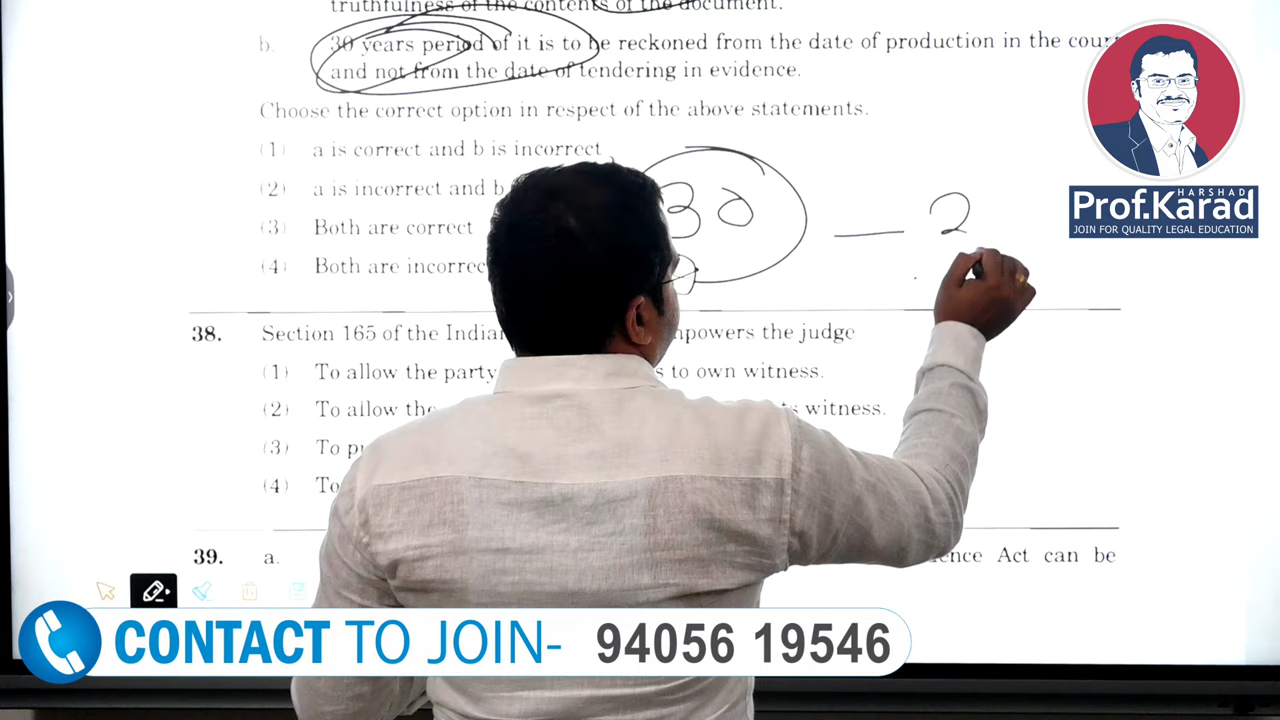 truthfulness of the contents of the document.
b. 30 years period of it is to be reckoned from the date of production in the court
and not from the date of tendering in evidence.
Choose the correct option in respect of the above statements.
(1) a is correct and b is incorrect
(2) a is incorrect and b
(3) Both are correct
(4) Both are incorrec
30 — 2
38. Section 165 of the Indian mpowers the judge
(1) To allow the party s to own witness.
(2) To allow the ts witness.
(3) To p
(4) To
39. a. ence Act can be
HARSHAD
Prof.Karad
JOIN FOR QUALITY LEGAL EDUCATION
CONTACT TO JOIN- 94056 19546